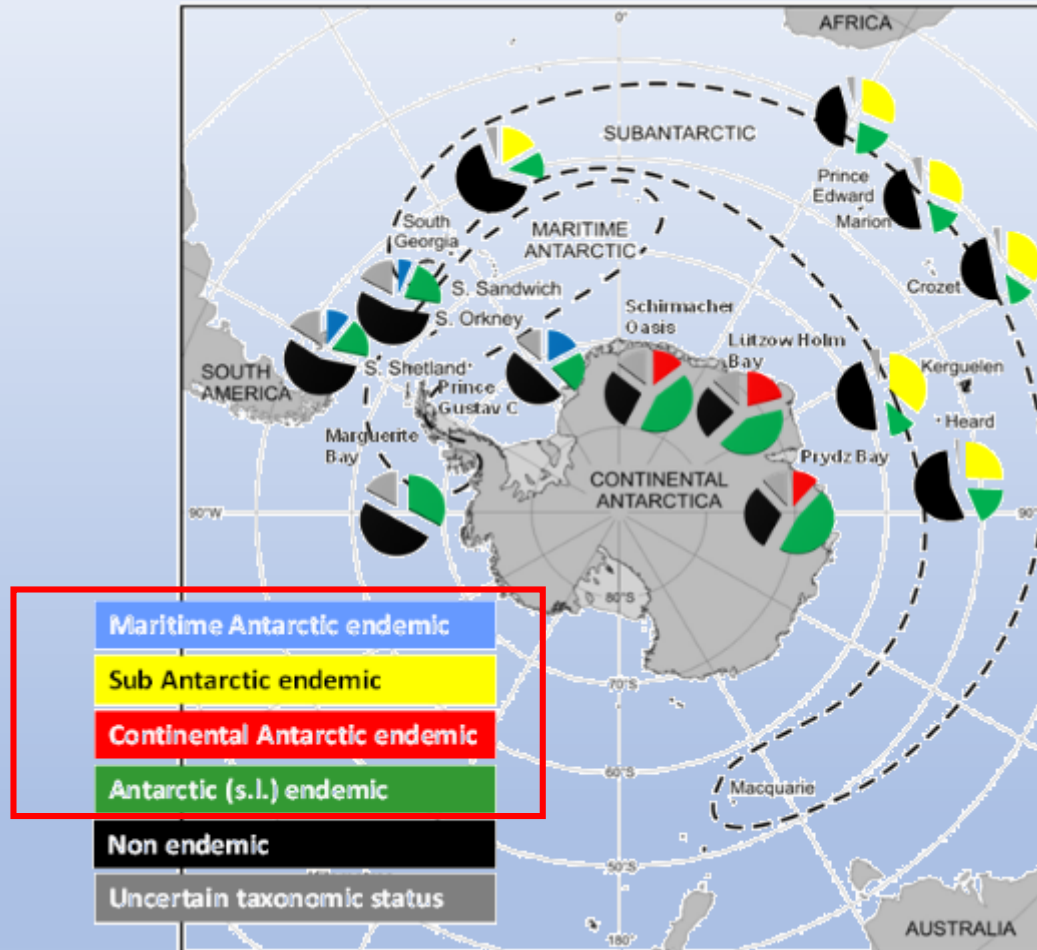 AFRICA
0°
SUBANTARCTIC
Prince
Edward
Marion
South
Georgia
MARITIME
ANTARCTIC
Crozet
S. Sandwich
Schirmacher
Oasis
S. Orkney
Lützow Holm
Bay
Kerguelen
SOUTH
AMERICA
S. Shetland
Prince
Gustav C
Heard
Marguerite
Bay
Prydz Bay
CONTINENTAL
ANTARCTICA
90°W
90°
80°S
Maritime Antarctic endemic
Sub Antarctic endemic
70°S
Continental Antarctic endemic
60°S
Antarctic (s.l.) endemic
Macquarie
Non endemic
50°S
Uncertain taxonomic status
AUSTRALIA
180°